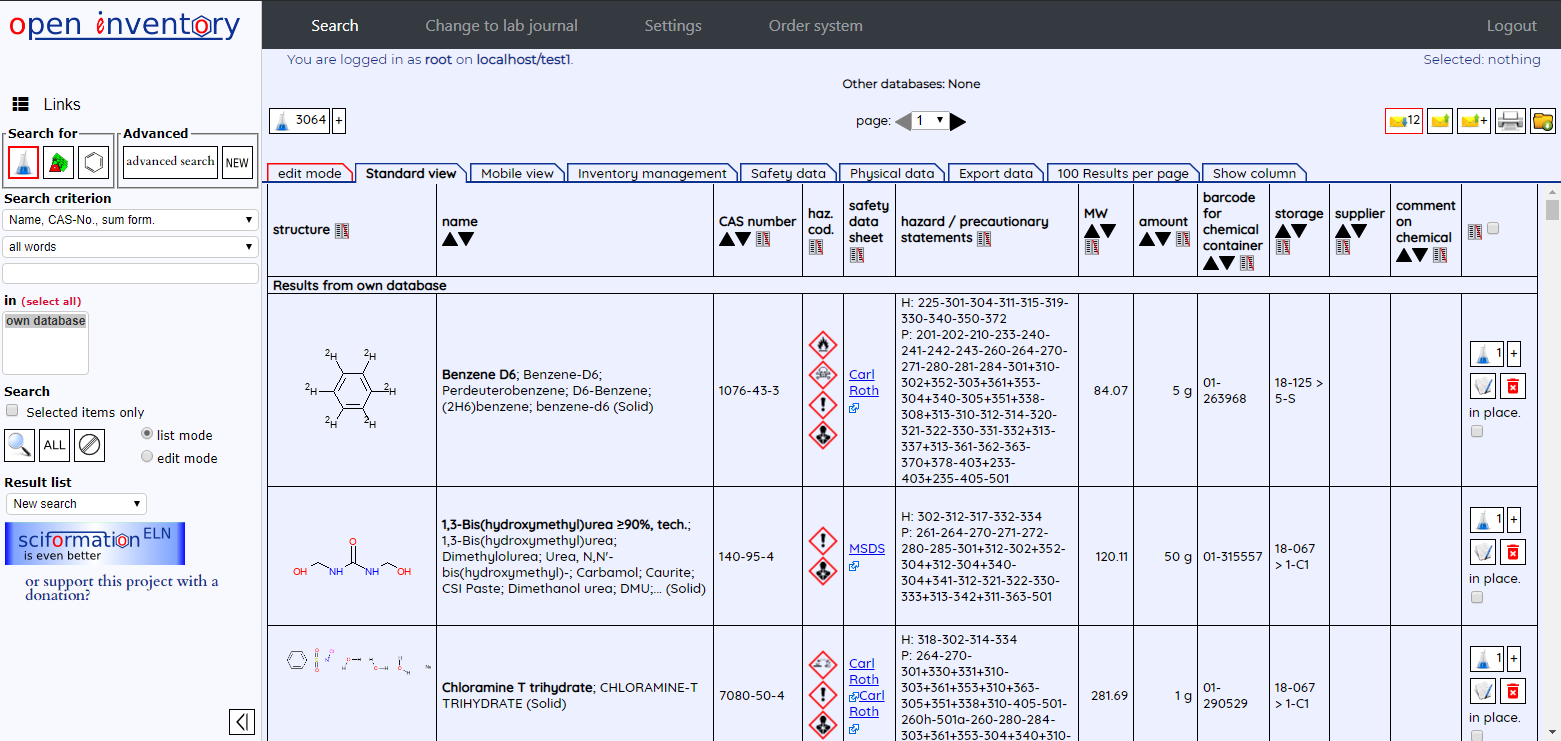 open inventory
Search
Change to lab journal
Settings
Order system
Logout
You are logged in as root on localhost/test1.
Selected: nothing
Other databases: None
Links
Search for
Advanced
advanced search
NEW
Search criterion
Name, CAS-No., sum form.
all words
in (select all)
own database
Search
Selected items only
ALL
list mode
edit mode
Result list
New search
sciformation ELN
is even better
or support this project with a
donation?
3064 +
page: 1
12
+
edit mode
Standard view
Mobile view
Inventory management
Safety data
Physical data
Export data
100 Results per page
Show column
structure
name
CAS number
haz.
cod.
safety
data
sheet
hazard / precautionary
statements
MW
amount
barcode
for
chemical
container
storage
supplier
comment
on
chemical
Results from own database
2H 2H
2H 2H
2H 2H
Benzene D6; Benzene-D6;
Perdeuterobenzene; D6-Benzene;
(2H6)benzene; benzene-d6 (Solid)
1076-43-3
Carl
Roth
H: 225-301-304-311-315-319-
330-340-350-372
P: 201-202-210-233-240-
241-242-243-260-264-270-
271-280-281-284-301+310-
302+352-303+361+353-
304+340-305+351+338-
308+313-310-312-314-320-
321-322-330-331-332+313-
337+313-361-362-363-
370+378-403+233-
403+235-405-501
84.07
5 g
01-
263968
18-125 >
5-S
1 +
in place.
O
OH NH NH OH
1,3-Bis(hydroxymethyl)urea ≥90%, tech.;
1,3-Bis(hydroxymethyl)urea;
Dimethylolurea; Urea, N,N'-
bis(hydroxymethyl)-; Carbamol; Caurite;
CSI Paste; Dimethanol urea; DMU;... (Solid)
140-95-4
MSDS
H: 302-312-317-332-334
P: 261-264-270-271-272-
280-285-301+312-302+352-
304+312-304+340-
304+341-312-321-322-330-
333+313-342+311-363-501
120.11
50 g
01-315557
18-067
> 1-C1
1 +
in place.
Chloramine T trihydrate; CHLORAMINE-T
TRIHYDRATE (Solid)
7080-50-4
Carl
Roth
Carl
Roth
H: 318-302-314-334
P: 264-270-
301+330+331+310-
303+361+353+310+363-
305+351+338+310-405-501-
260h-501a-260-280-284-
303+361+353-304+340+310-
281.69
1 g
01-
290529
18-067
> 1-C1
1 +
in place.